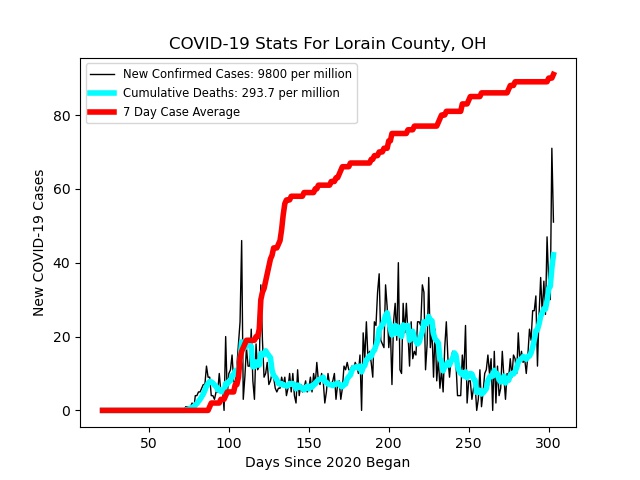 COVID-19 Stats For Lorain County, OH
New Confirmed Cases: 9800 per million
Cumulative Deaths: 293.7 per million
7 Day Case Average
New COVID-19 Cases
80
60
40
20
0
50 100 150 200 250 300
Days Since 2020 Began